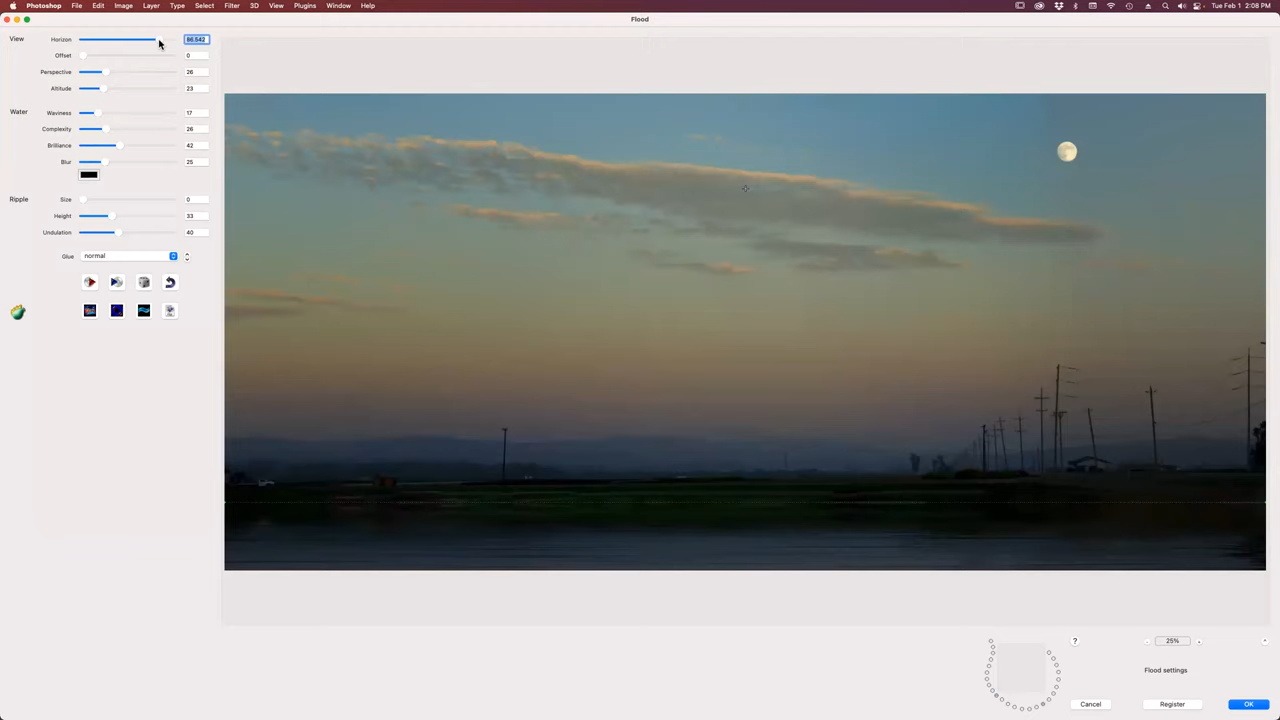 Photoshop File Edit Image Layer Type Select Filter 3D View Plugins Window Help Tue Feb 1 2:08 PM
Flood
View Horizon 86.542
Offset 0
Perspective 26
Altitude 23
Water Waviness 17
Complexity 26
Brilliance 42
Blur 25
Ripple Size 0
Height 33
Undulation 40
Glue normal
? - 25% +
Flood settings
Cancel Register OK